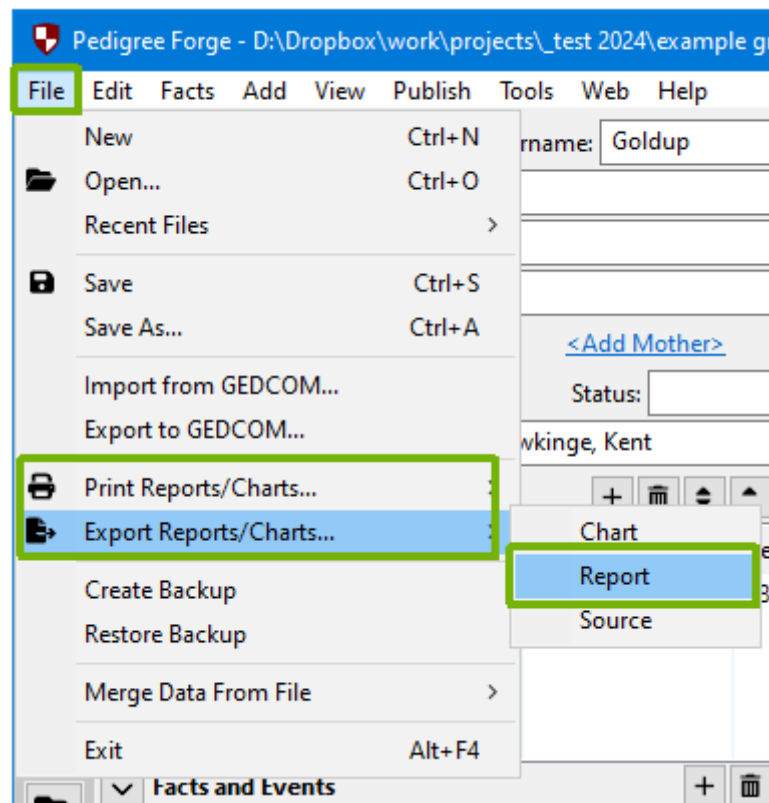 Pedigree Forge - D:\Dropbox\work\projects\_test 2024\example
File Edit Facts Add View Publish Tools Web Help
New Ctrl+N
Goldup
Open... Ctrl+O
Recent Files
Save Ctrl+S
Save As... Ctrl+A
<Add Mother>
Import from GEDCOM...
Status:
Export to GEDCOM...
Kent
Print Reports/Charts...
Export Reports/Charts...
Chart
Report
Source
Create Backup
Restore Backup
Merge Data From File
Exit Alt+F4
Facts and Events